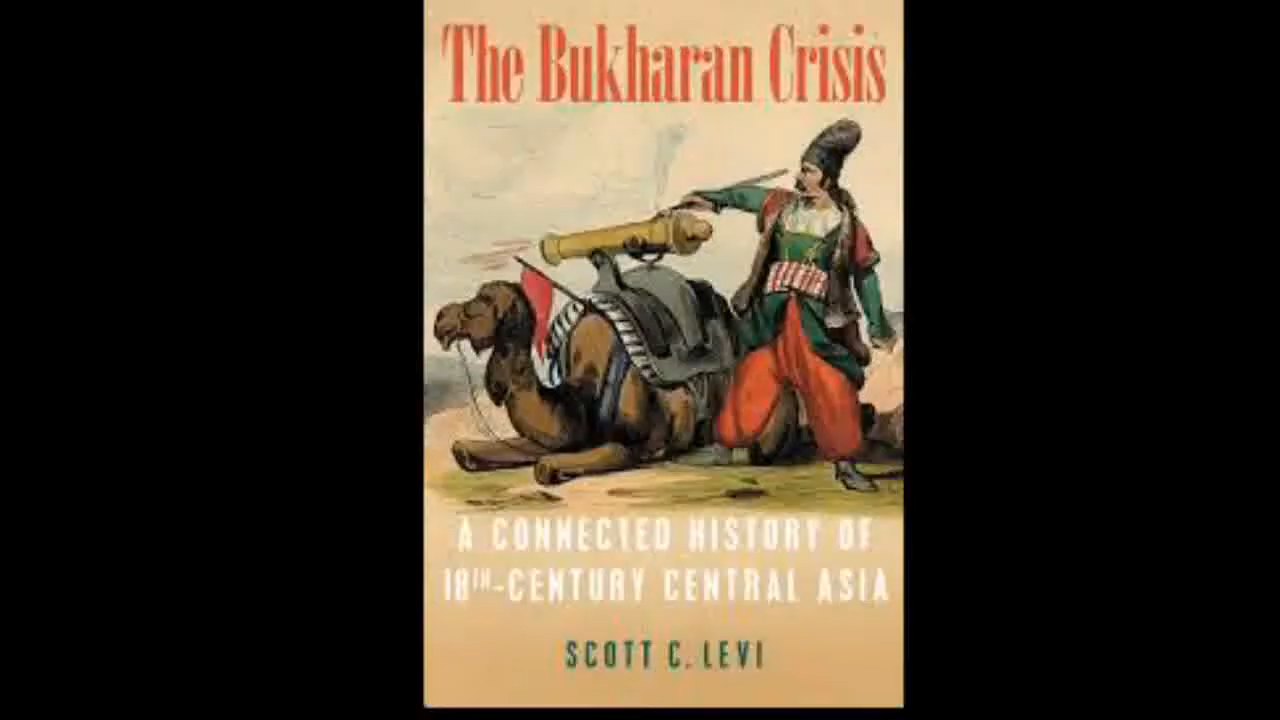 The Bukharan Crisis
A CONNECTED HISTORY OF
18TH-CENTURY CENTRAL ASIA
SCOTT C. LEVI